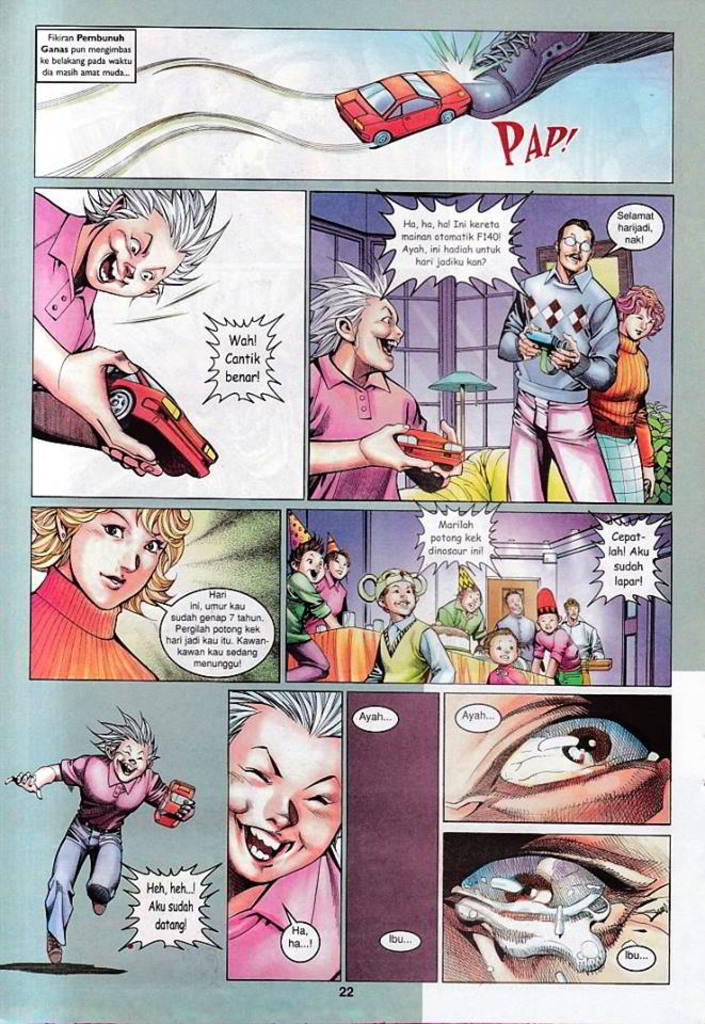 Fikiran Pembunuh
Ganas pun mengimbas
ke belakang pada waktu
dia masih amat muda...
PAP!
Wah!
Cantik
benar!
Ha, ha, ha! Ini kereta
mainan otomatik F140!
Ayah, ini hadiah untuk
hari jadiku kan?
Selamat
harijadi,
nak!
Hari
ini, umur kau
sudah genap 7 tahun.
Pergilah potong kek
hari jadi kau itu. Kawan-
kawan kau sedang
menunggu!
Marilah
potong kek
dinosaur ini!
Cepat-
lah! Aku
sudah
lapar!
Heh, heh...!
Aku sudah
datang!
Ha,
ha...!
Ayah...
Ibu...
Ayah...
Ibu...
22